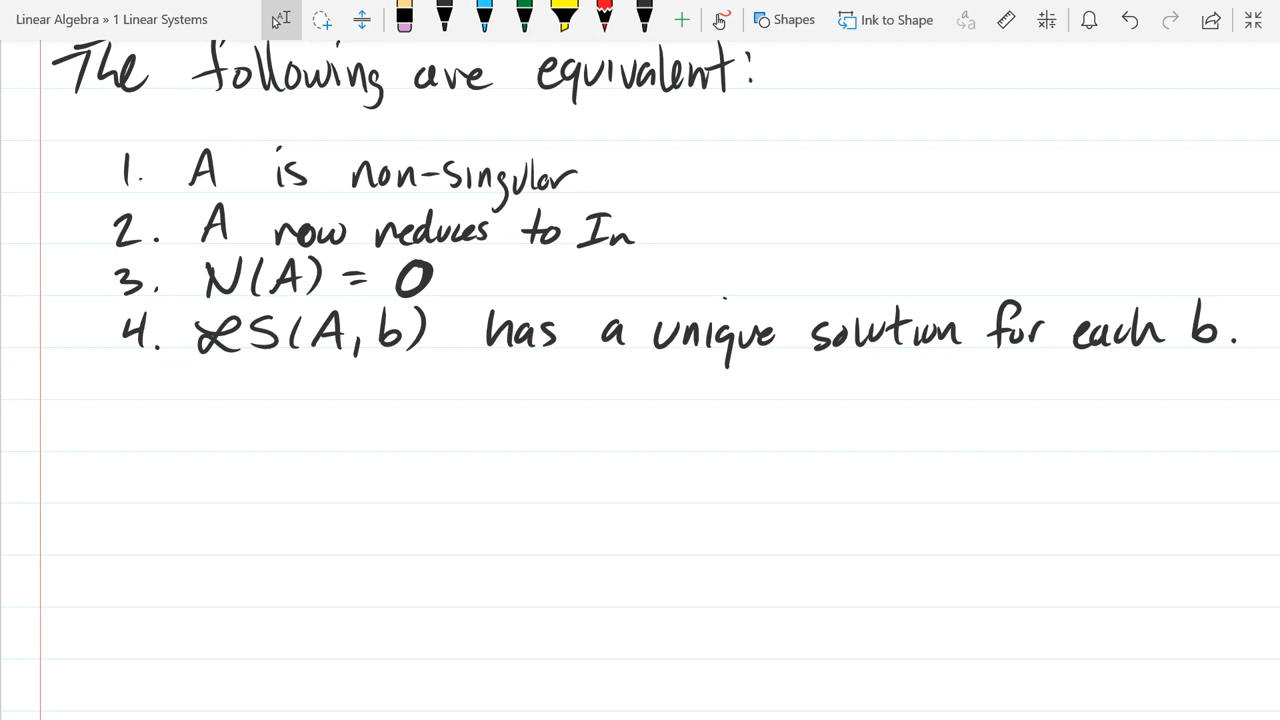 Linear Algebra » 1 Linear Systems
Shapes
Ink to Shape
The following are equivalent:
1. A is non-singular
2. A row reduces to In
3. N(A) = 0
4. LS(A, b) has a unique solution for each b.